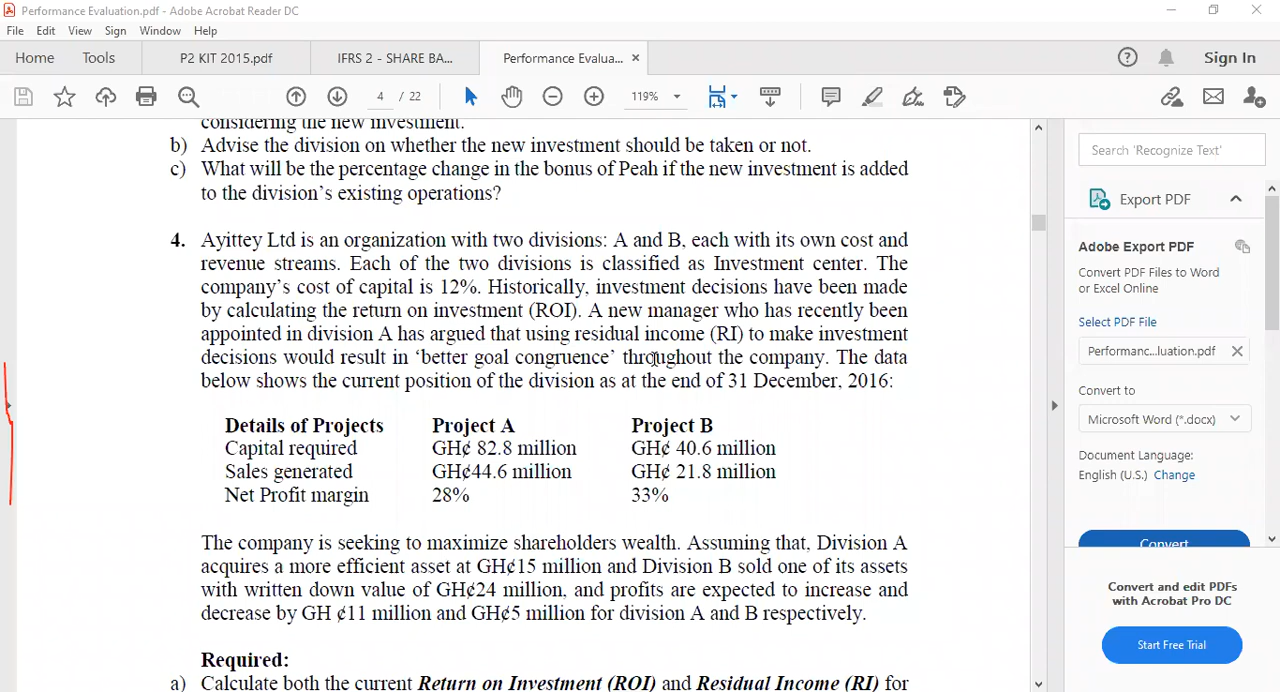 Performance Evaluation.pdf - Adobe Acrobat Reader DC
File Edit View Sign Window Help
Home Tools P2 KIT 2015.pdf IFRS 2 - SHARE BA... Performance Evalua... × Sign In
4 / 22 119%
considering the new investment.
b) Advise the division on whether the new investment should be taken or not.
c) What will be the percentage change in the bonus of Peah if the new investment is added
to the division's existing operations?
4. Ayittey Ltd is an organization with two divisions: A and B, each with its own cost and
revenue streams. Each of the two divisions is classified as Investment center. The
company's cost of capital is 12%. Historically, investment decisions have been made
by calculating the return on investment (ROI). A new manager who has recently been
appointed in division A has argued that using residual income (RI) to make investment
decisions would result in 'better goal congruence' throughout the company. The data
below shows the current position of the division as at the end of 31 December, 2016:
Details of Projects Project A Project B
Capital required GH¢ 82.8 million GH¢ 40.6 million
Sales generated GH¢44.6 million GH¢ 21.8 million
Net Profit margin 28% 33%
The company is seeking to maximize shareholders wealth. Assuming that, Division A
acquires a more efficient asset at GH¢15 million and Division B sold one of its assets
with written down value of GH¢24 million, and profits are expected to increase and
decrease by GH ¢11 million and GH¢5 million for division A and B respectively.
Required:
a) Calculate both the current Return on Investment (ROI) and Residual Income (RI) for
Search 'Recognize Text'
Export PDF
Adobe Export PDF
Convert PDF Files to Word
or Excel Online
Select PDF File
Performanc...luation.pdf
Convert to
Microsoft Word (*.docx)
Document Language:
English (U.S.) Change
Convert
Convert and edit PDFs
with Acrobat Pro DC
Start Free Trial